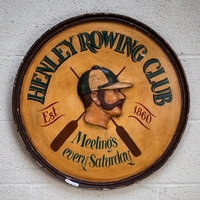 HENLEY ROWING CLUB
Est 1860
Meetings
every Saturday